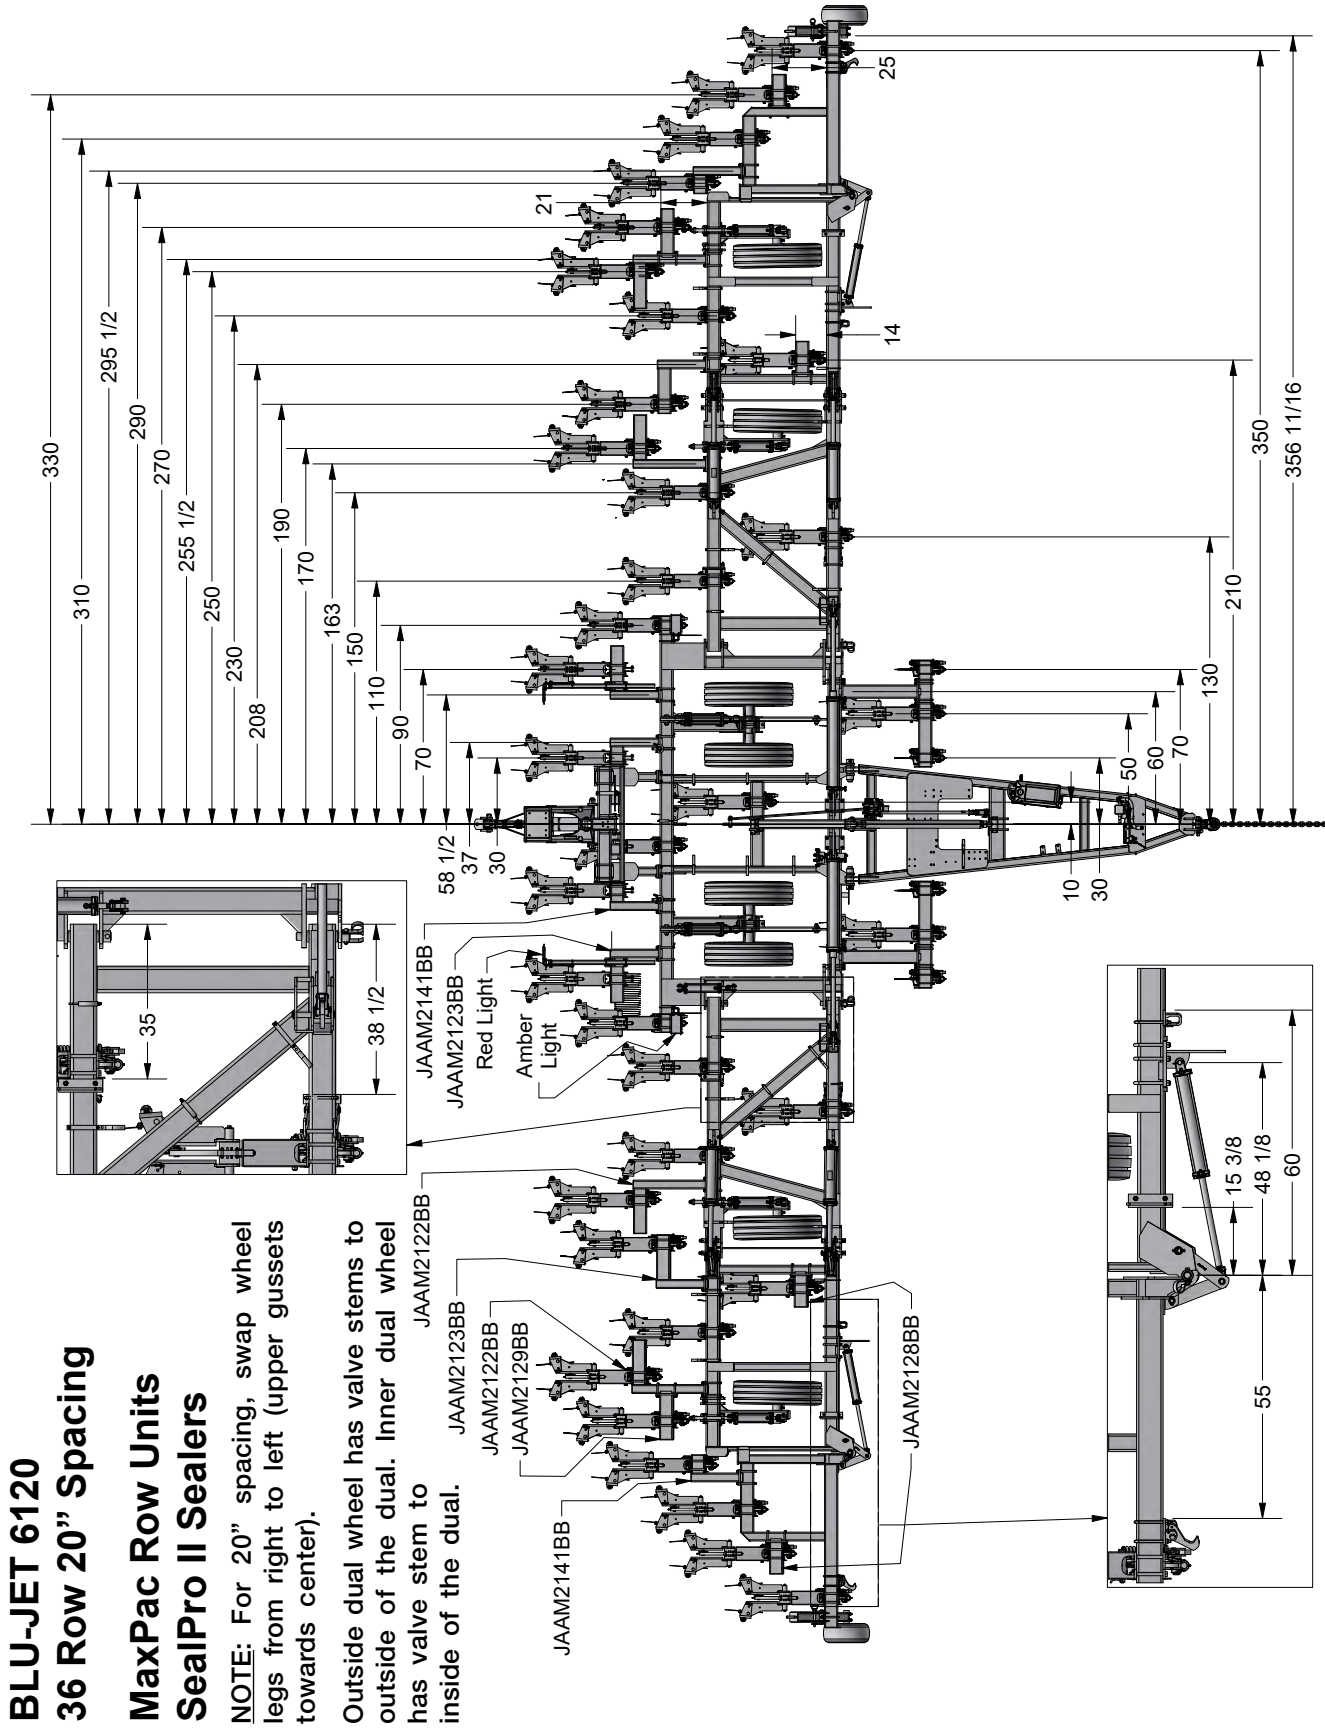 BLU-JET 6120
36 Row 20” Spacing
MaxPac Row Units
SealPro II Sealers
NOTE: For 20” spacing, swap wheel
legs from right to left (upper gussets
towards center).
Outside dual wheel has valve stems to
outside of the dual. Inner dual wheel
has valve stem to
inside of the dual.
330
310
295 1/2
290
270
255 1/2
250
230
208
190
170
163
150
110
90
70
58 1/2
37
30
21
25
14
35
38 1/2
JAAM2141BB
JAAM2123BB
Red Light
Amber
Light
JAAM2122BB
JAAM2123BB
JAAM2122BB
JAAM2129BB
JAAM2141BB
JAAM2128BB
10
30
50
60
70
130
210
350
356 11/16
15 3/8
48 1/8
60
55